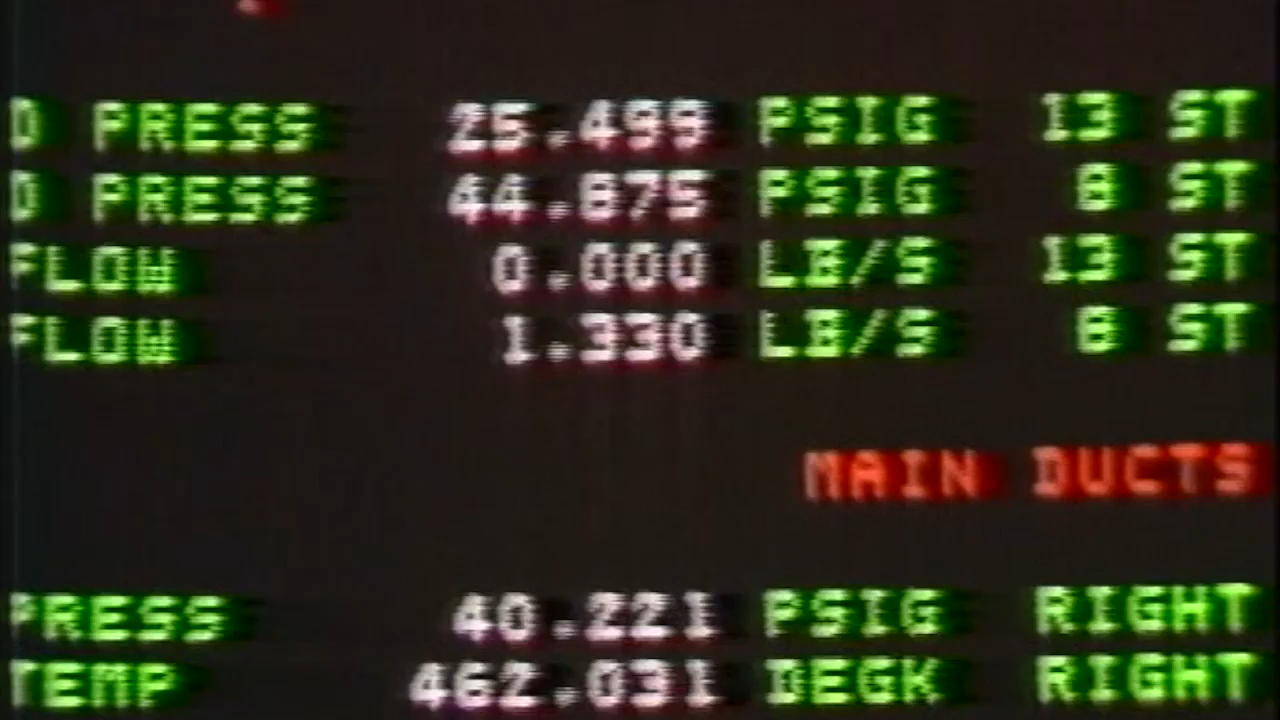 D PRESS 25.499 PSIG 13 ST
D PRESS 44.875 PSIG 8 ST
FLOW 0.000 LB/S 13 ST
FLOW 1.330 LB/S 8 ST
MAIN DUCTS
PRESS 40.221 PSIG RIGHT
TEMP 462.031 DEGK RIGHT